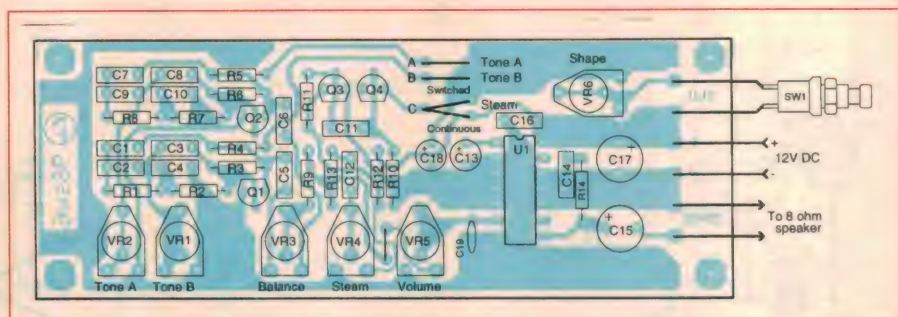 A Tone A
B Tone B
Switched
C Steam
Continuous
Shape
VR6
SW1
C7 C8 R5
C9 C10 R6
R8 R7 Q2
C6 R11 Q3 Q4
C11
C16
C1 C3 R4
C2 C4 R3
R1 R2 Q1
C5 R9 R13 C12 R12 R10
C18 C13
U1
C14 R14
C17
C15
C19
+
12V DC
-
To 8 ohm
speaker
VR2 VR1 VR3 VR4 VR5
Tone A Tone B Balance Steam Volume